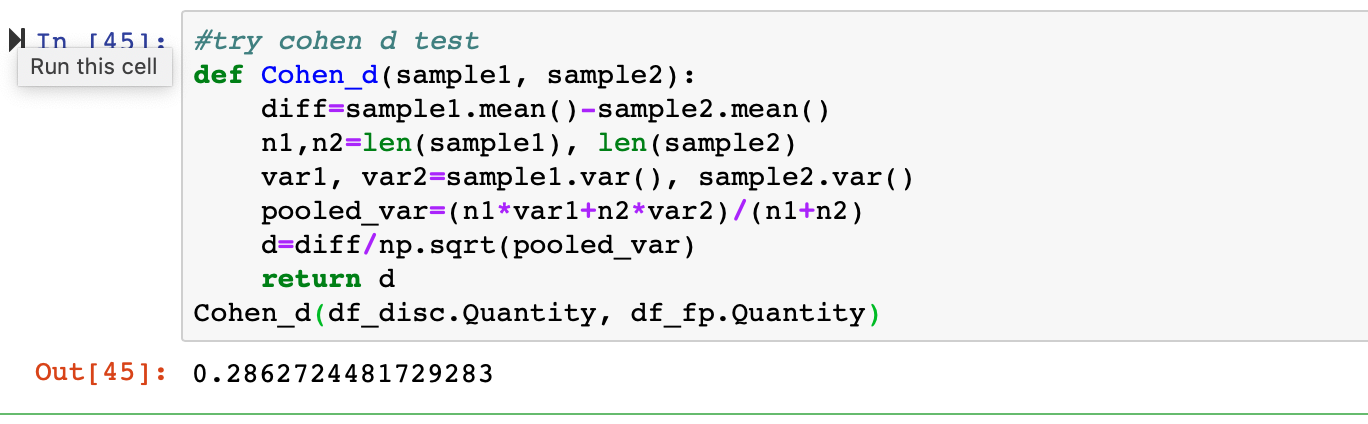 In [45]:
Run this cell
#try cohen d test
def Cohen_d(sample1, sample2):
    diff=sample1.mean()-sample2.mean()
    n1,n2=len(sample1), len(sample2)
    var1, var2=sample1.var(), sample2.var()
    pooled_var=(n1*var1+n2*var2)/(n1+n2)
    d=diff/np.sqrt(pooled_var)
    return d
Cohen_d(df_disc.Quantity, df_fp.Quantity)
Out[45]: 0.2862724481729283